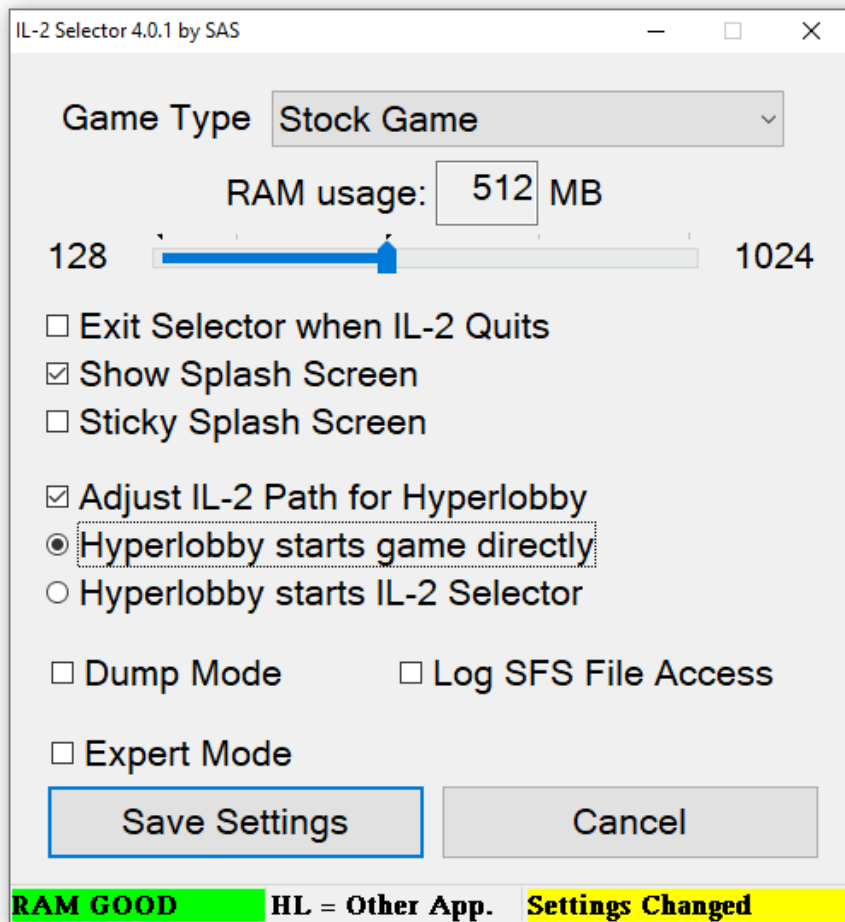 IL-2 Selector 4.0.1 by SAS
Game Type Stock Game
RAM usage: 512 MB
128 1024
Exit Selector when IL-2 Quits
Show Splash Screen
Sticky Splash Screen
Adjust IL-2 Path for Hyperlobby
Hyperlobby starts game directly
Hyperlobby starts IL-2 Selector
Dump Mode Log SFS File Access
Expert Mode
Save Settings Cancel
RAM GOOD HL = Other App. Settings Changed